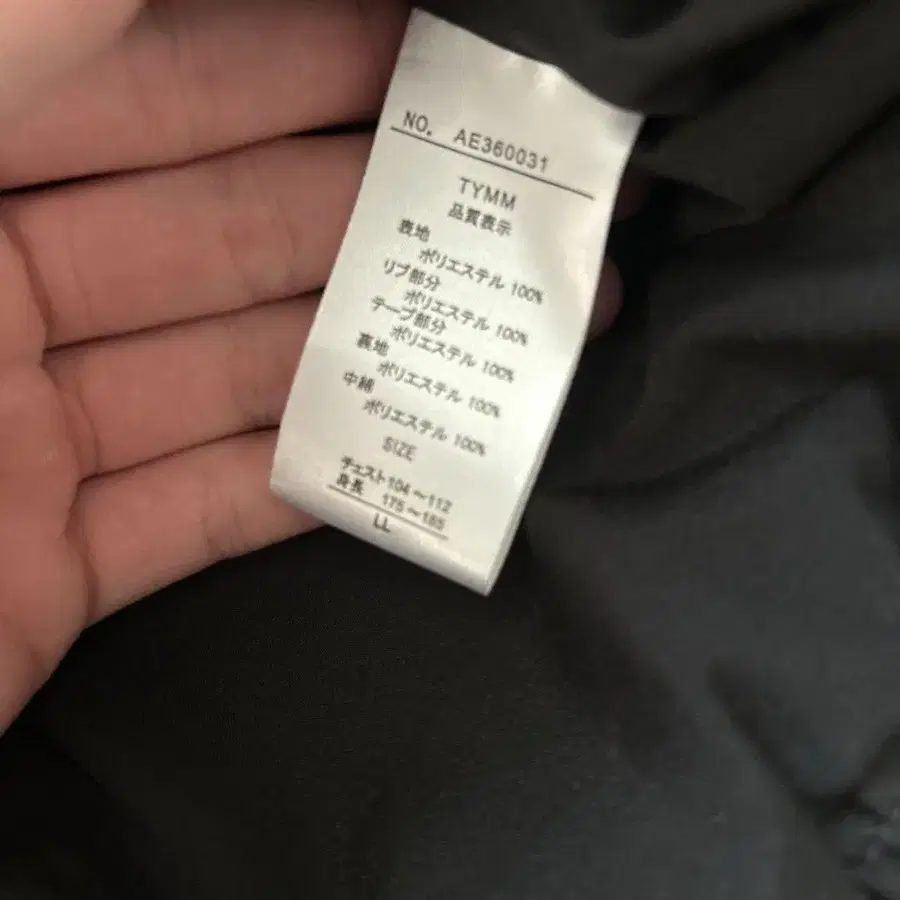 NO. AE360031
TYMM
品質表示
表地
ポリエステル 100%
リブ部分
ポリエステル 100%
テープ部分
ポリエステル 100%
裏地
ポリエステル 100%
中綿
ポリエステル 100%
SIZE
チェスト104～112
身長 175～185
LL